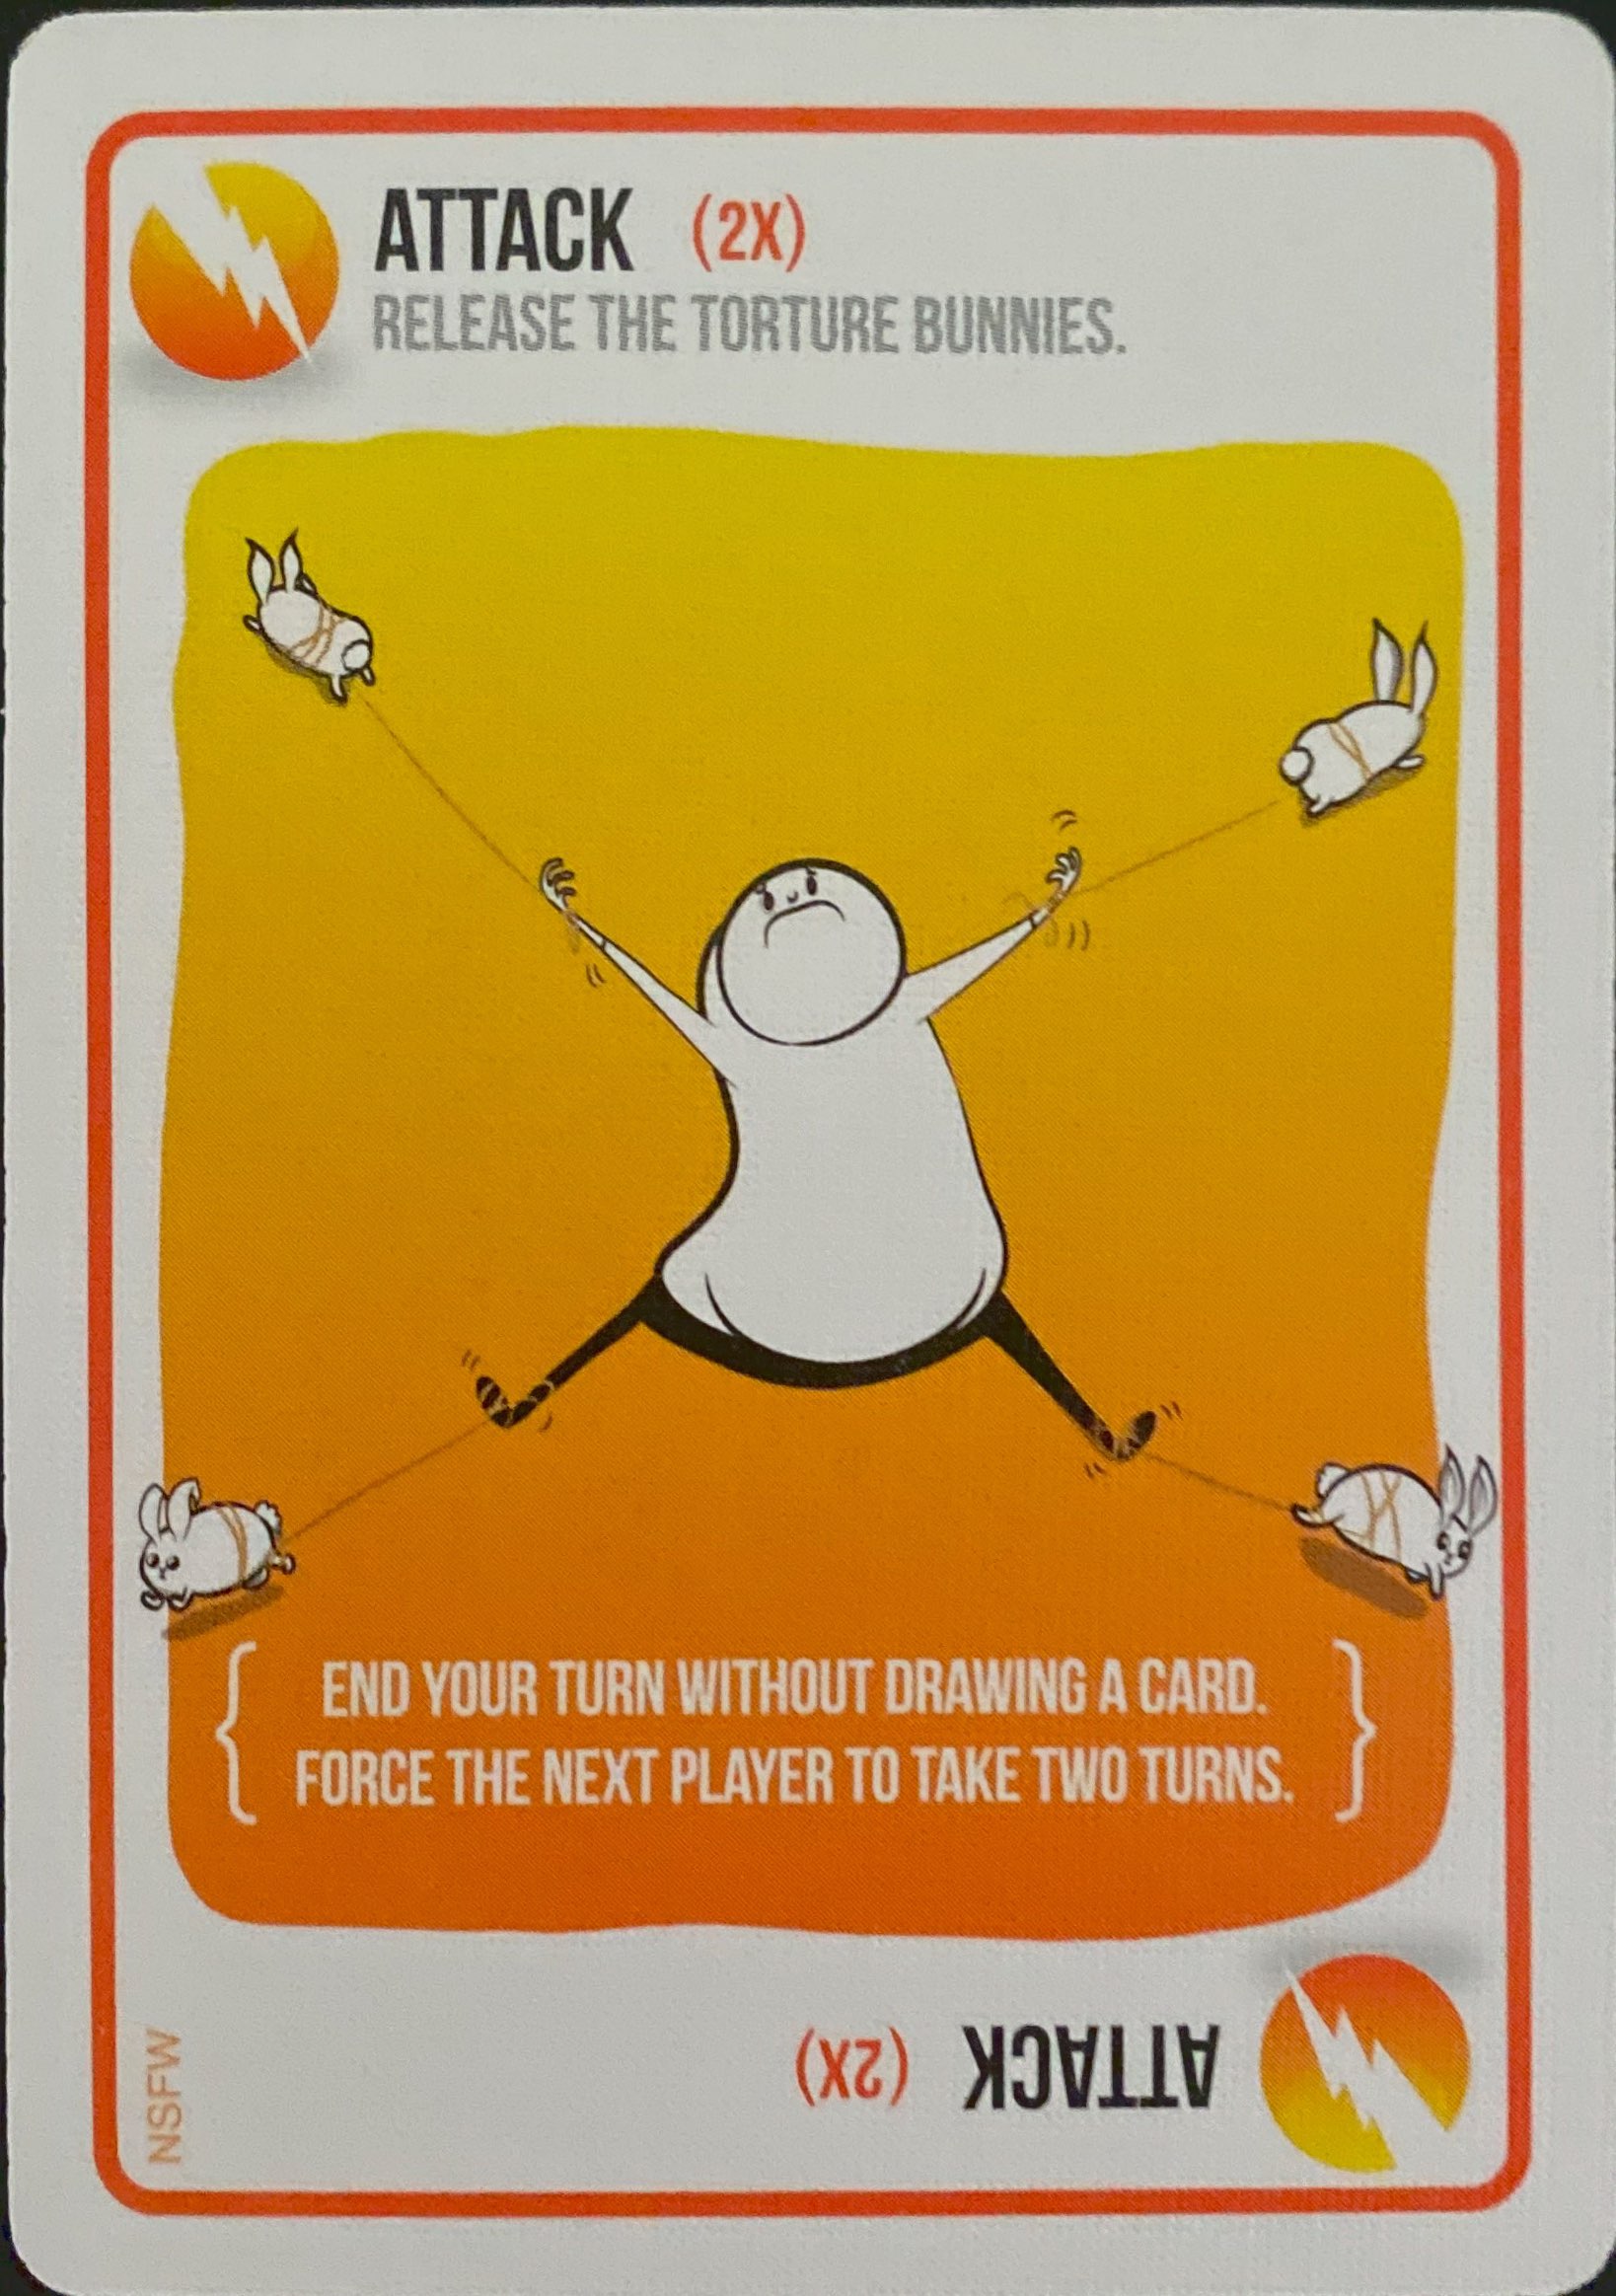 ATTACK (2X)
RELEASE THE TORTURE BUNNIES.
END YOUR TURN WITHOUT DRAWING A CARD.
FORCE THE NEXT PLAYER TO TAKE TWO TURNS.
NSFW
ATTACK (2X)